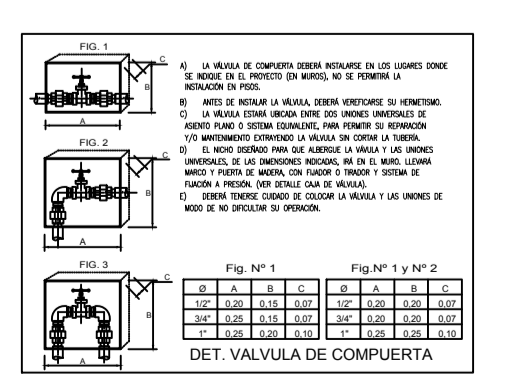 FIG. 1
C
B
A
FIG. 2
B
A
FIG. 3
C
B
A
A) LA VÁLVULA DE COMPUERTA DEBERÁ INSTALARSE EN LOS LUGARES DONDE
SE INDIQUE EN EL PROYECTO (EN MUROS), NO SE PERMITIRÁ LA
INSTALACIÓN EN PISOS.
B) ANTES DE INSTALAR LA VÁLVULA, DEBERÁ VEREFICARSE SU HERMETISMO.
C) LA VÁLVULA ESTARÁ UBICADA ENTRE DOS UNIONES UNIVERSALES DE
ASIENTO PLANO O SISTEMA EQUIVALENTE, PARA PERMITIR SU REPARACIÓN
Y/O MANTENIMIENTO EXTRAYENDO LA VÁLVULA SIN CORTAR LA TUBERÍA.
D) EL NICHO DISEÑADO PARA QUE ALBERGUE LA VÁVULA Y LAS UNIONES
UNIVERSALES, DE LAS DIMENSIONES INDICADAS, IRÁ EN EL MURO. LLEVARÁ
MARCO Y PUERTA DE MADERA, CON FIJADOR O TIRADOR Y SISTEMA DE
FIJACIÓN A PRESIÓN. (VER DETALLE CAJA DE VÁLVULA).
E) DEBERÁ TENERSE CUIDADO DE COLOCAR LA VÁLVULA Y LAS UNIONES DE
MODO DE NO DIFICULTAR SU OPERACIÓN.
Fig. Nº 1
Ø A B C
1/2" 0,20 0,15 0,07
3/4" 0,25 0,15 0,07
1" 0,25 0,20 0,10
Fig.Nº 1 y Nº 2
Ø A B C
1/2" 0,20 0,20 0,07
3/4" 0,20 0,20 0,07
1" 0,25 0,25 0,10
DET. VALVULA DE COMPUERTA